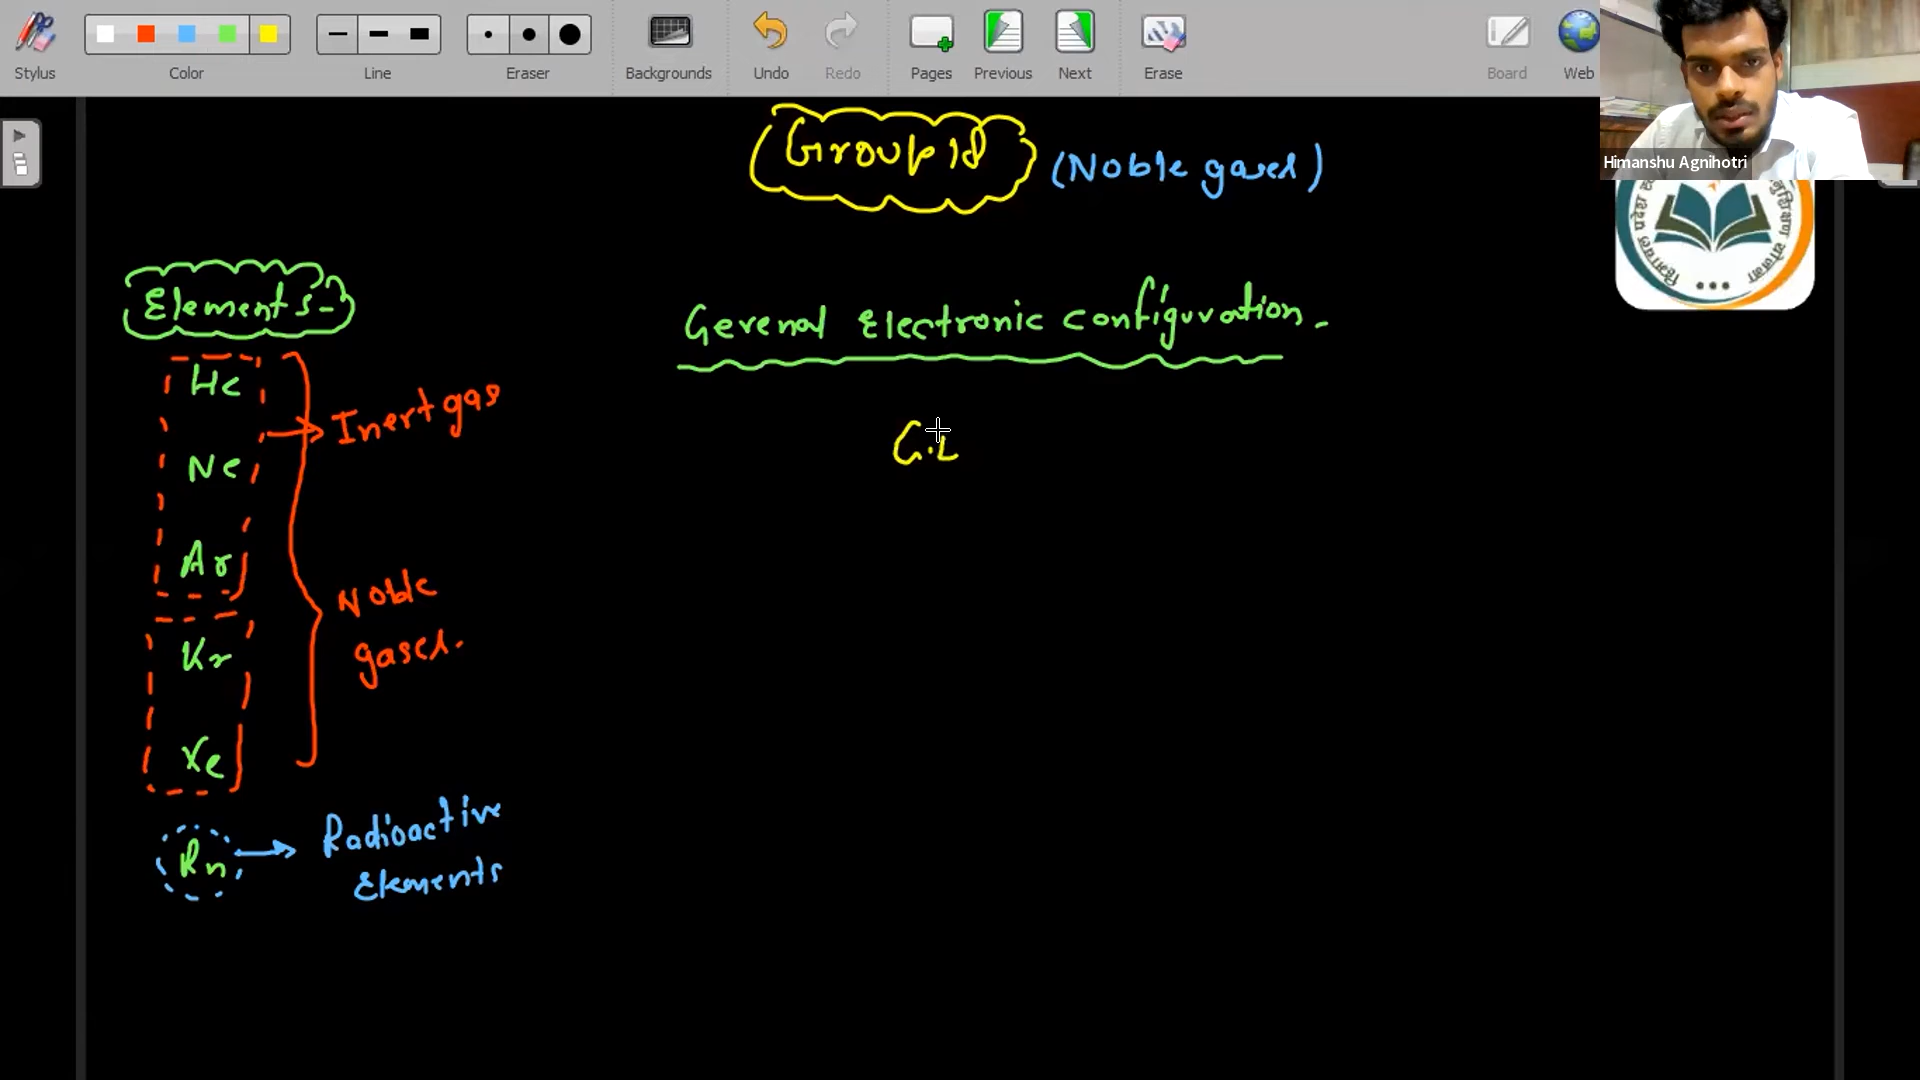 Stylus
Color
Line
Eraser
Backgrounds
Undo
Redo
Pages
Previous
Next
Erase
Board
Web
Himanshu Agnihotri
Group 18 (Noble gases)
Elements-
General Electronic configuration.
He
Inert gas
Ne
G.E
Ar
Noble
gases.
Kr
Xe
Rn
Radioactive
Elements